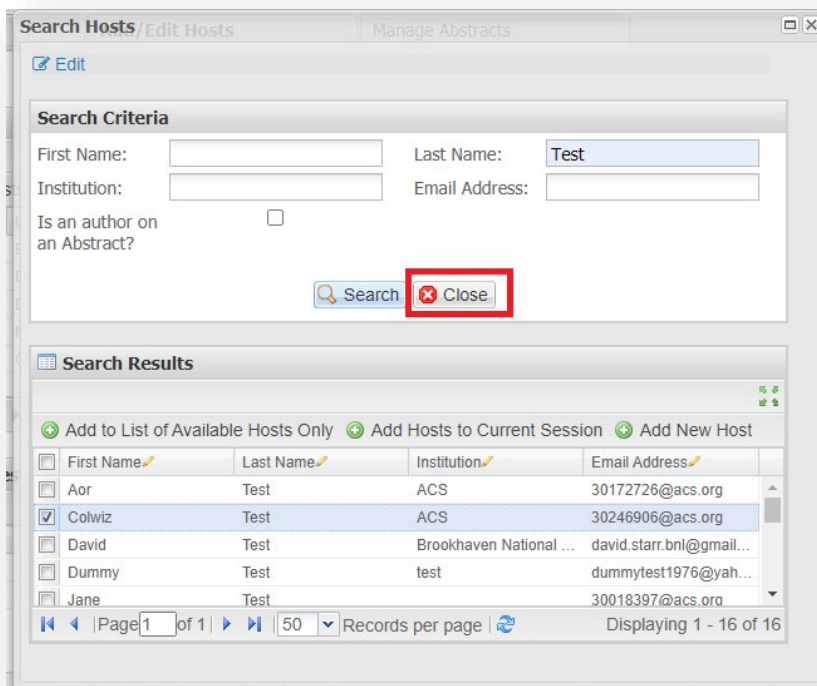 Search Hosts
Add/Edit Hosts
Manage Abstracts
Edit
Search Criteria
First Name:
Last Name: Test
Institution:
Email Address:
Is an author on
an Abstract?
Search Close
Search Results
Add to List of Available Hosts Only Add Hosts to Current Session Add New Host
First Name Last Name Institution Email Address
Aor Test ACS 30172726@acs.org
Colwiz Test ACS 30246906@acs.org
David Test Brookhaven National ... david.starr.bnl@gmail...
Dummy Test test dummytest1976@yah...
Jane Test 30018397@acs.org
Page 1 of 1 50 Records per page Displaying 1 - 16 of 16